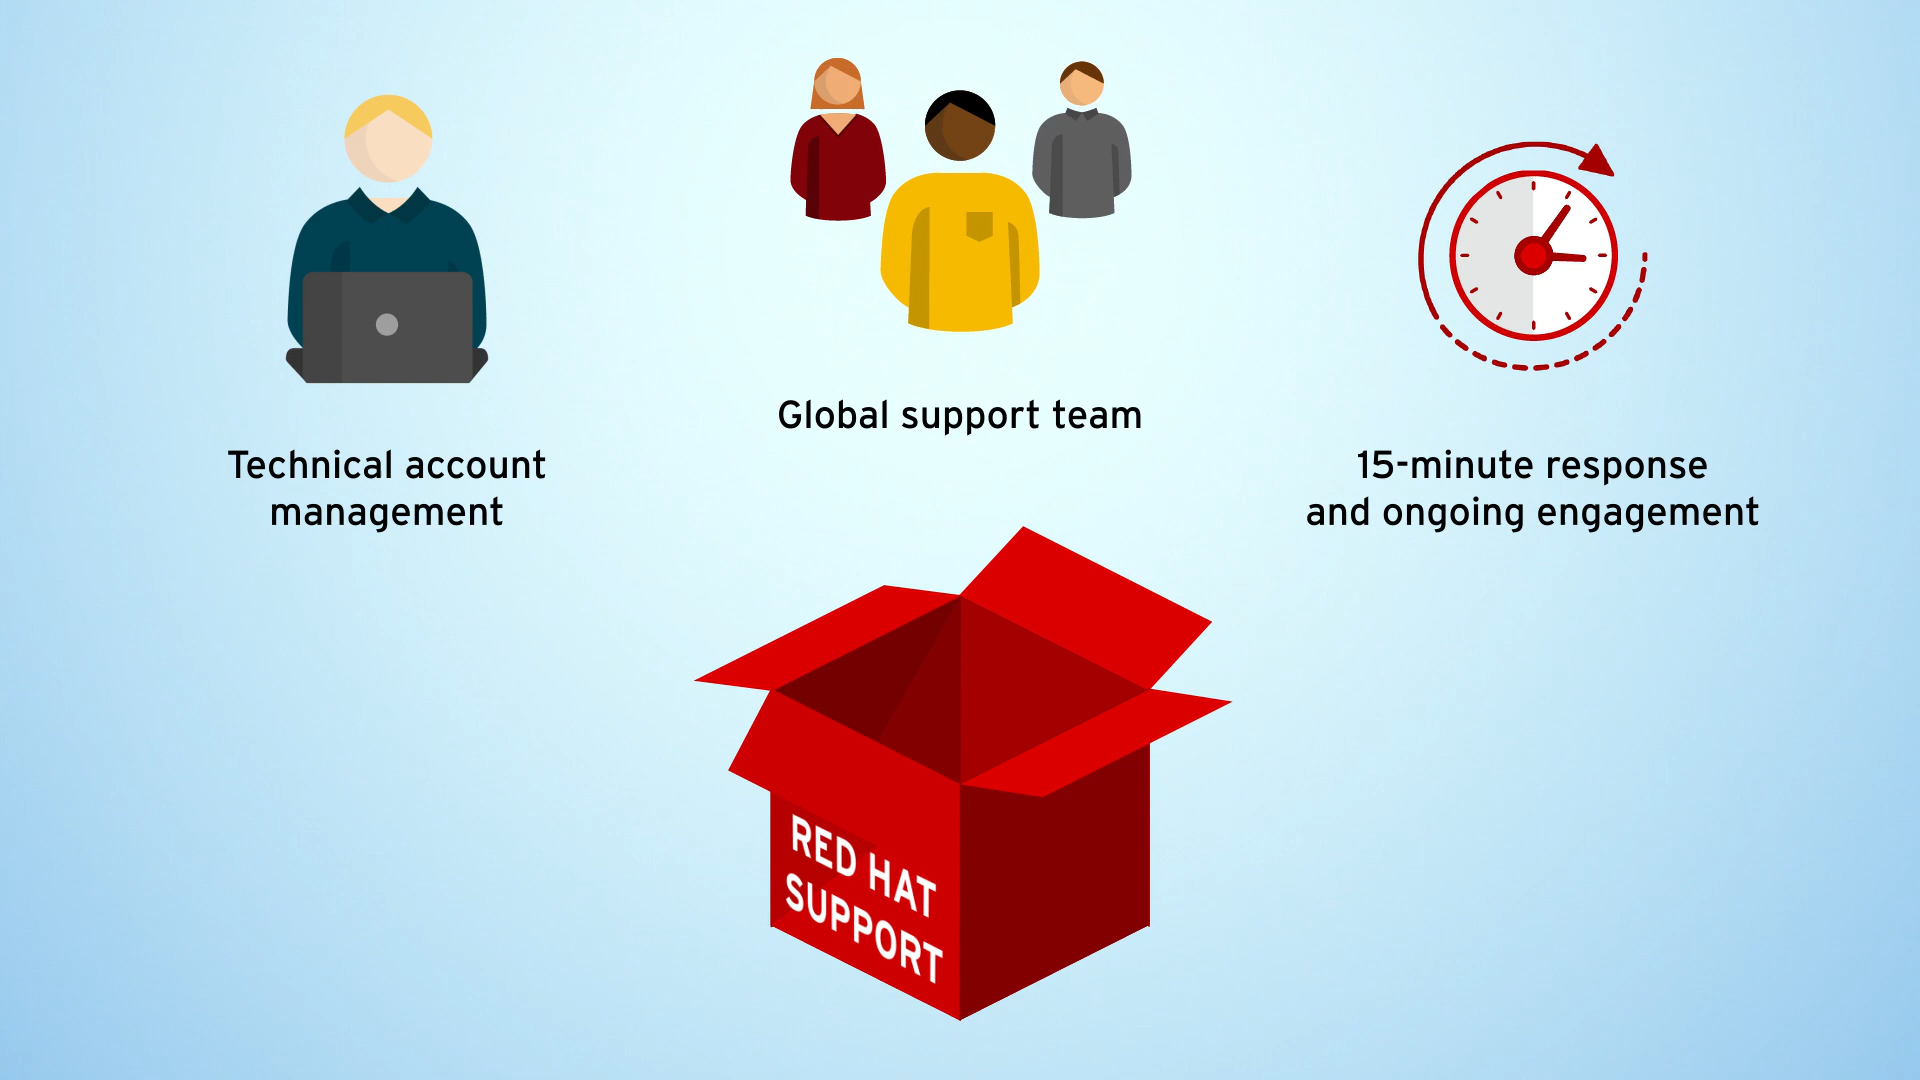 Global support team
Technical account
management
15-minute response
and ongoing engagement
RED HAT
SUPPORT